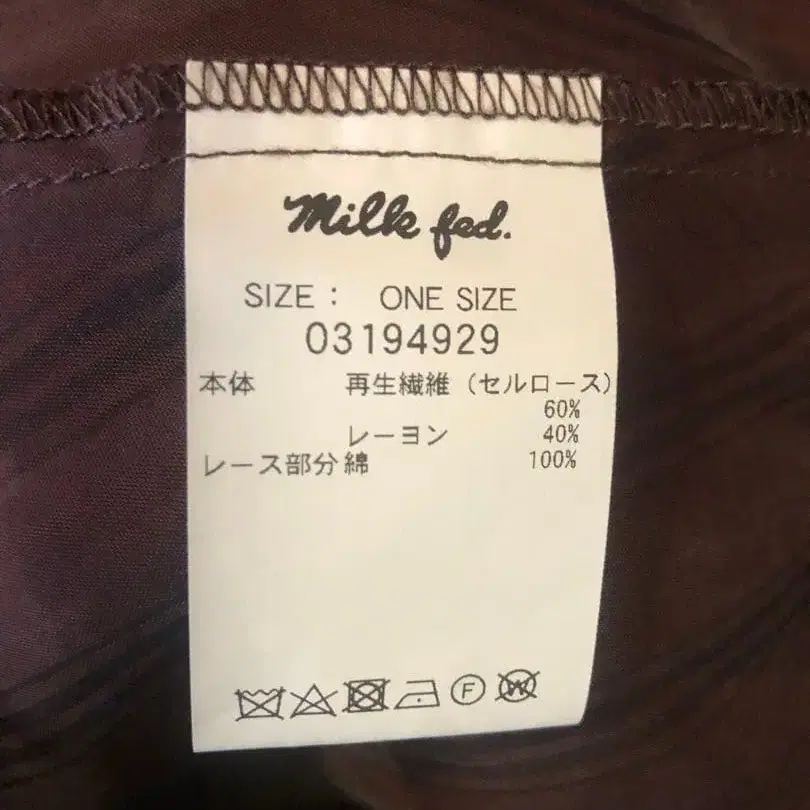 Milk fed.
SIZE : ONE SIZE
03194929
本体 再生繊維（セルロース）
60%
レーヨン 40%
レース部分 綿 100%
F W